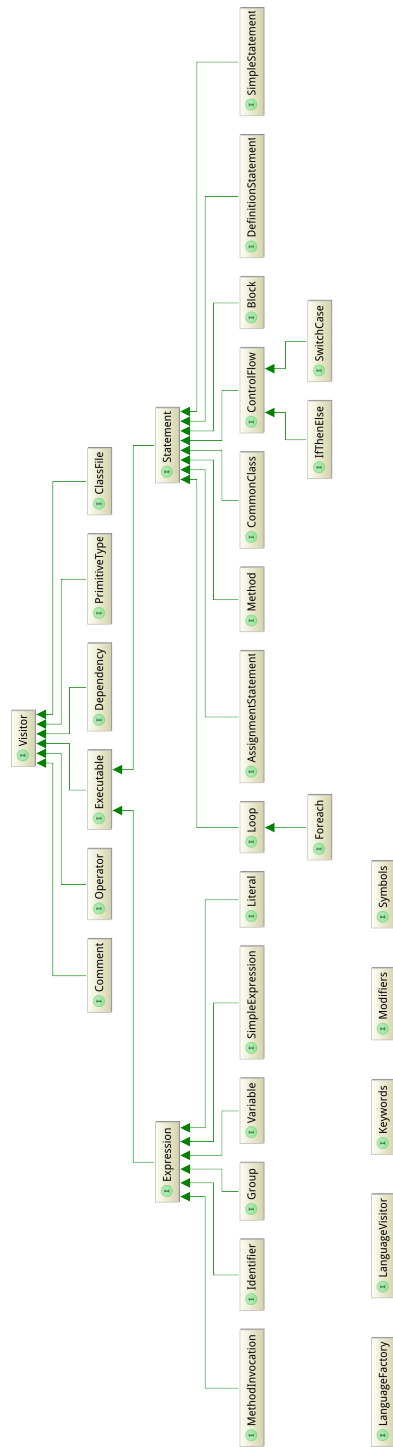 Visitor
Comment
Operator
Executable
Dependency
PrimitiveType
ClassFile
Expression
Statement
MethodInvocation
Identifier
Group
Variable
SimpleExpression
Literal
Loop
AssignmentStatement
Method
CommonClass
ControlFlow
Block
DefinitionStatement
SimpleStatement
Foreach
IfThenElse
SwitchCase
LanguageFactory
LanguageVisitor
Keywords
Modifiers
Symbols